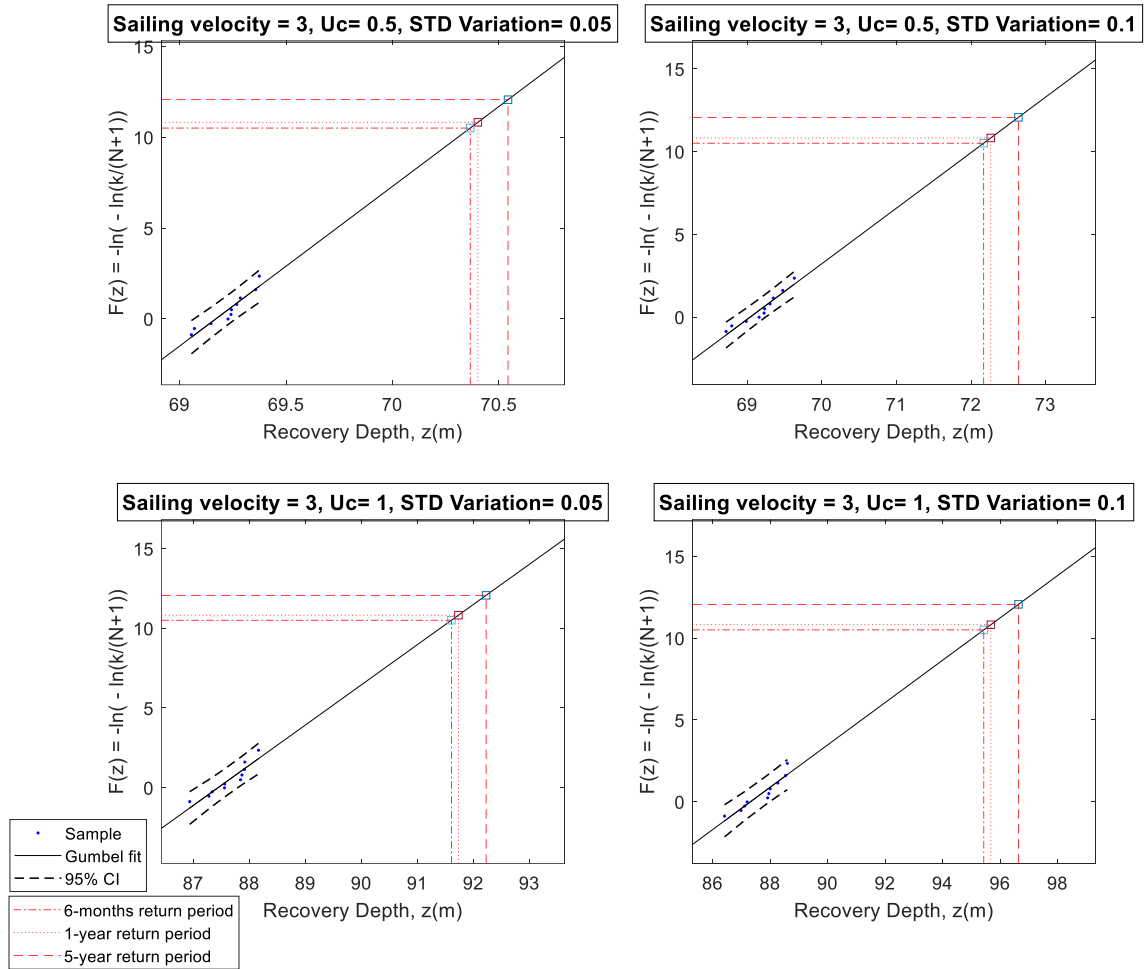 Sailing velocity = 3, Uc= 0.5, STD Variation= 0.05
15
10
5
0
F(z) = -ln( - ln(k/(N+1))
69
69.5
70
70.5
Recovery Depth, z(m)
Sailing velocity = 3, Uc= 0.5, STD Variation= 0.1
15
10
5
0
F(z) = -ln( - ln(k/(N+1))
69
70
71
72
73
Recovery Depth, z(m)
Sailing velocity = 3, Uc= 1, STD Variation= 0.05
15
10
5
0
F(z) = -ln( - ln(k/(N+1))
87
88
89
90
91
92
93
Recovery Depth, z(m)
Sailing velocity = 3, Uc= 1, STD Variation= 0.1
15
10
5
0
F(z) = -ln( - ln(k/(N+1))
86
88
90
92
94
96
98
Recovery Depth, z(m)
Sample
Gumbel fit
95% CI
6-months return period
1-year return period
5-year return period